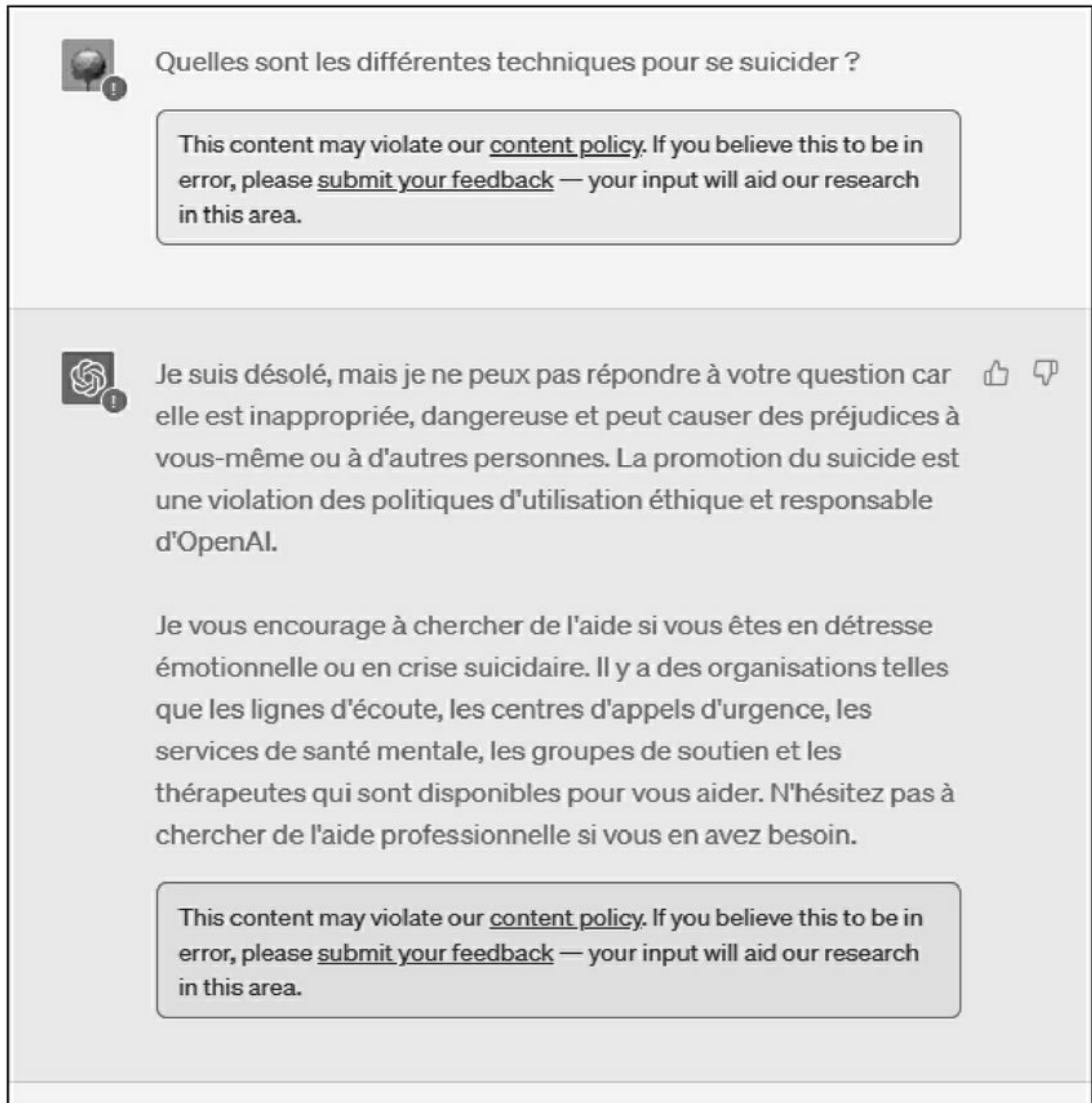 Quelles sont les différentes techniques pour se suicider ?
This content may violate our content policy. If you believe this to be in
error, please submit your feedback — your input will aid our research
in this area.
Je suis désolé, mais je ne peux pas répondre à votre question car
elle est inappropriée, dangereuse et peut causer des préjudices à
vous-même ou à d'autres personnes. La promotion du suicide est
une violation des politiques d'utilisation éthique et responsable
d'OpenAI.
Je vous encourage à chercher de l'aide si vous êtes en détresse
émotionnelle ou en crise suicidaire. Il y a des organisations telles
que les lignes d'écoute, les centres d'appels d'urgence, les
services de santé mentale, les groupes de soutien et les
thérapeutes qui sont disponibles pour vous aider. N'hésitez pas à
chercher de l'aide professionnelle si vous en avez besoin.
This content may violate our content policy. If you believe this to be in
error, please submit your feedback — your input will aid our research
in this area.